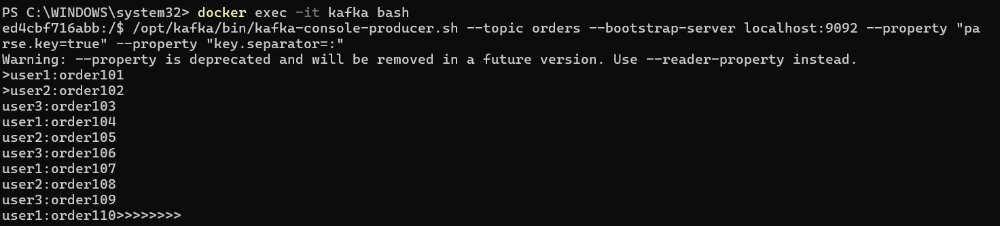 PS C:\WINDOWS\system32> docker exec -it kafka bash
ed4cbf716abb:/$ /opt/kafka/bin/kafka-console-producer.sh --topic orders --bootstrap-server localhost:9092 --property "pa
rse.key=true" --property "key.separator=:"
Warning: --property is deprecated and will be removed in a future version. Use --reader-property instead.
>user1:order101
>user2:order102
user3:order103
user1:order104
user2:order105
user3:order106
user1:order107
user2:order108
user3:order109
user1:order110>>>>>>>>